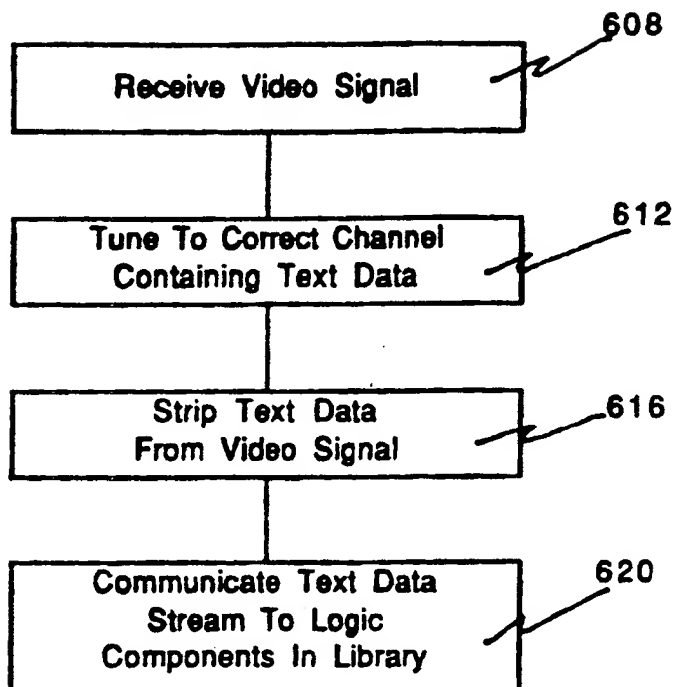 608
Receive Video Signal
612
Tune To Correct Channel
Containing Text Data
616
Strip Text Data
From Video Signal
620
Communicate Text Data
Stream To Logic
Components In Library